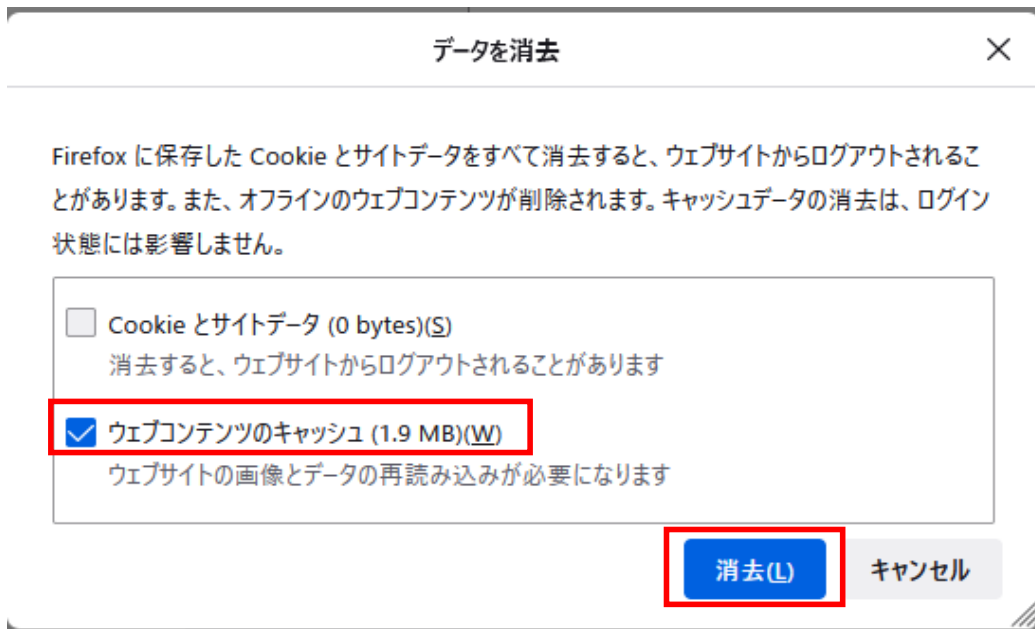 データを消去
Firefox に保存した Cookie とサイトデータをすべて消去すると、ウェブサイトからログアウトされるこ
とがあります。また、オフラインのウェブコンテンツが削除されます。キャッシュデータの消去は、ログイン
状態には影響しません。
Cookie とサイトデータ (0 bytes)(S)
消去すると、ウェブサイトからログアウトされることがあります
ウェブコンテンツのキャッシュ (1.9 MB)(W)
ウェブサイトの画像とデータの再読み込みが必要になります
消去(L) キャンセル